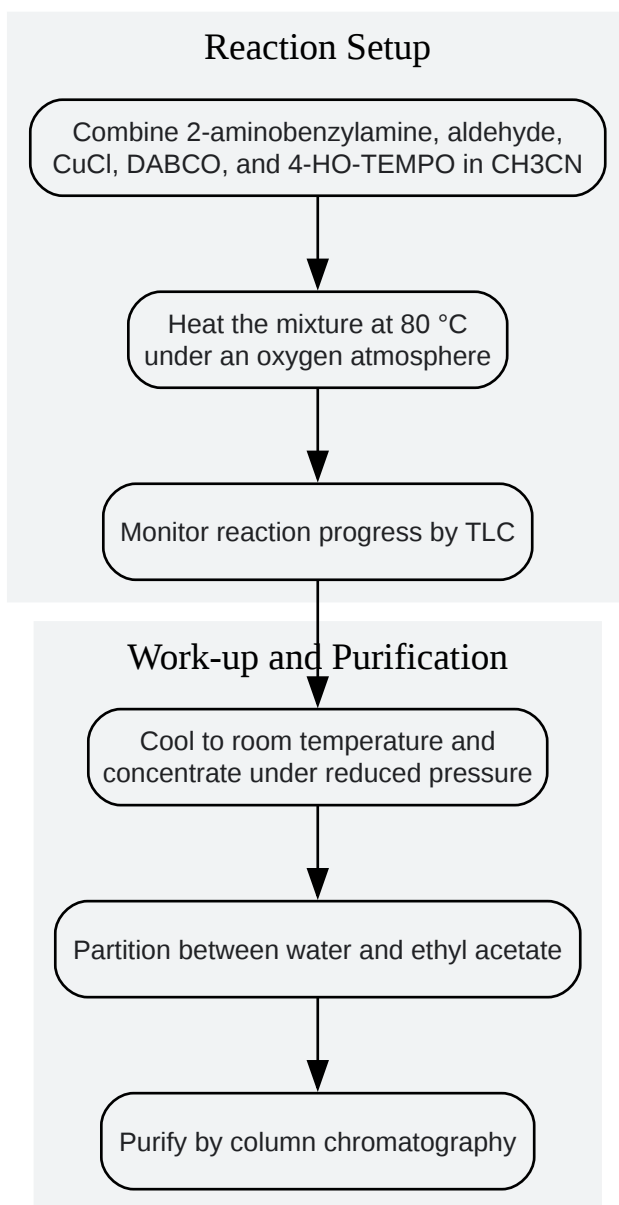 Reaction Setup
Combine 2-aminobenzylamine, aldehyde,
CuCl, DABCO, and 4-HO-TEMPO in CH3CN
Heat the mixture at 80 °C
under an oxygen atmosphere
Monitor reaction progress by TLC
Work-up and Purification
Cool to room temperature and
concentrate under reduced pressure
Partition between water and ethyl acetate
Purify by column chromatography